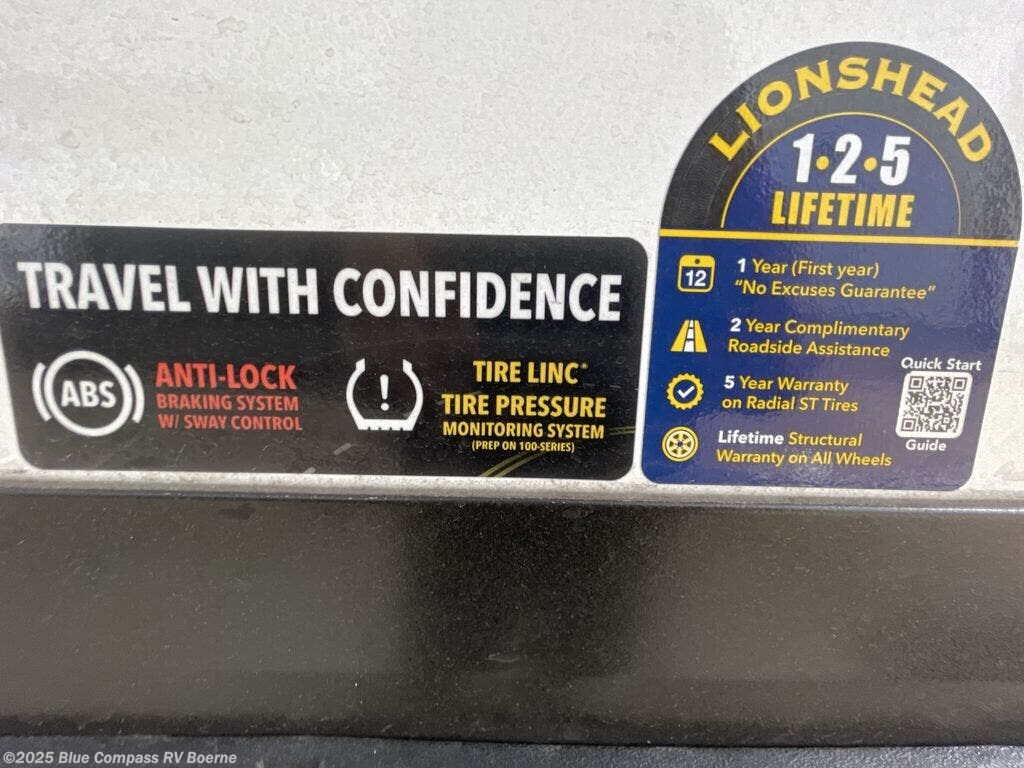 TRAVEL WITH CONFIDENCE
ABS
ANTI-LOCK
BRAKING SYSTEM
W/ SWAY CONTROL
!
TIRE LINC®
TIRE PRESSURE
MONITORING SYSTEM
(PREP ON 100-SERIES)
LIONSHEAD
1•2•5
LIFETIME
12
1 Year (First year)
"No Excuses Guarantee"
2 Year Complimentary
Roadside Assistance
5 Year Warranty
on Radial ST Tires
Lifetime Structural
Warranty on All Wheels
Quick Start
Guide
©2025 Blue Compass RV Boerne